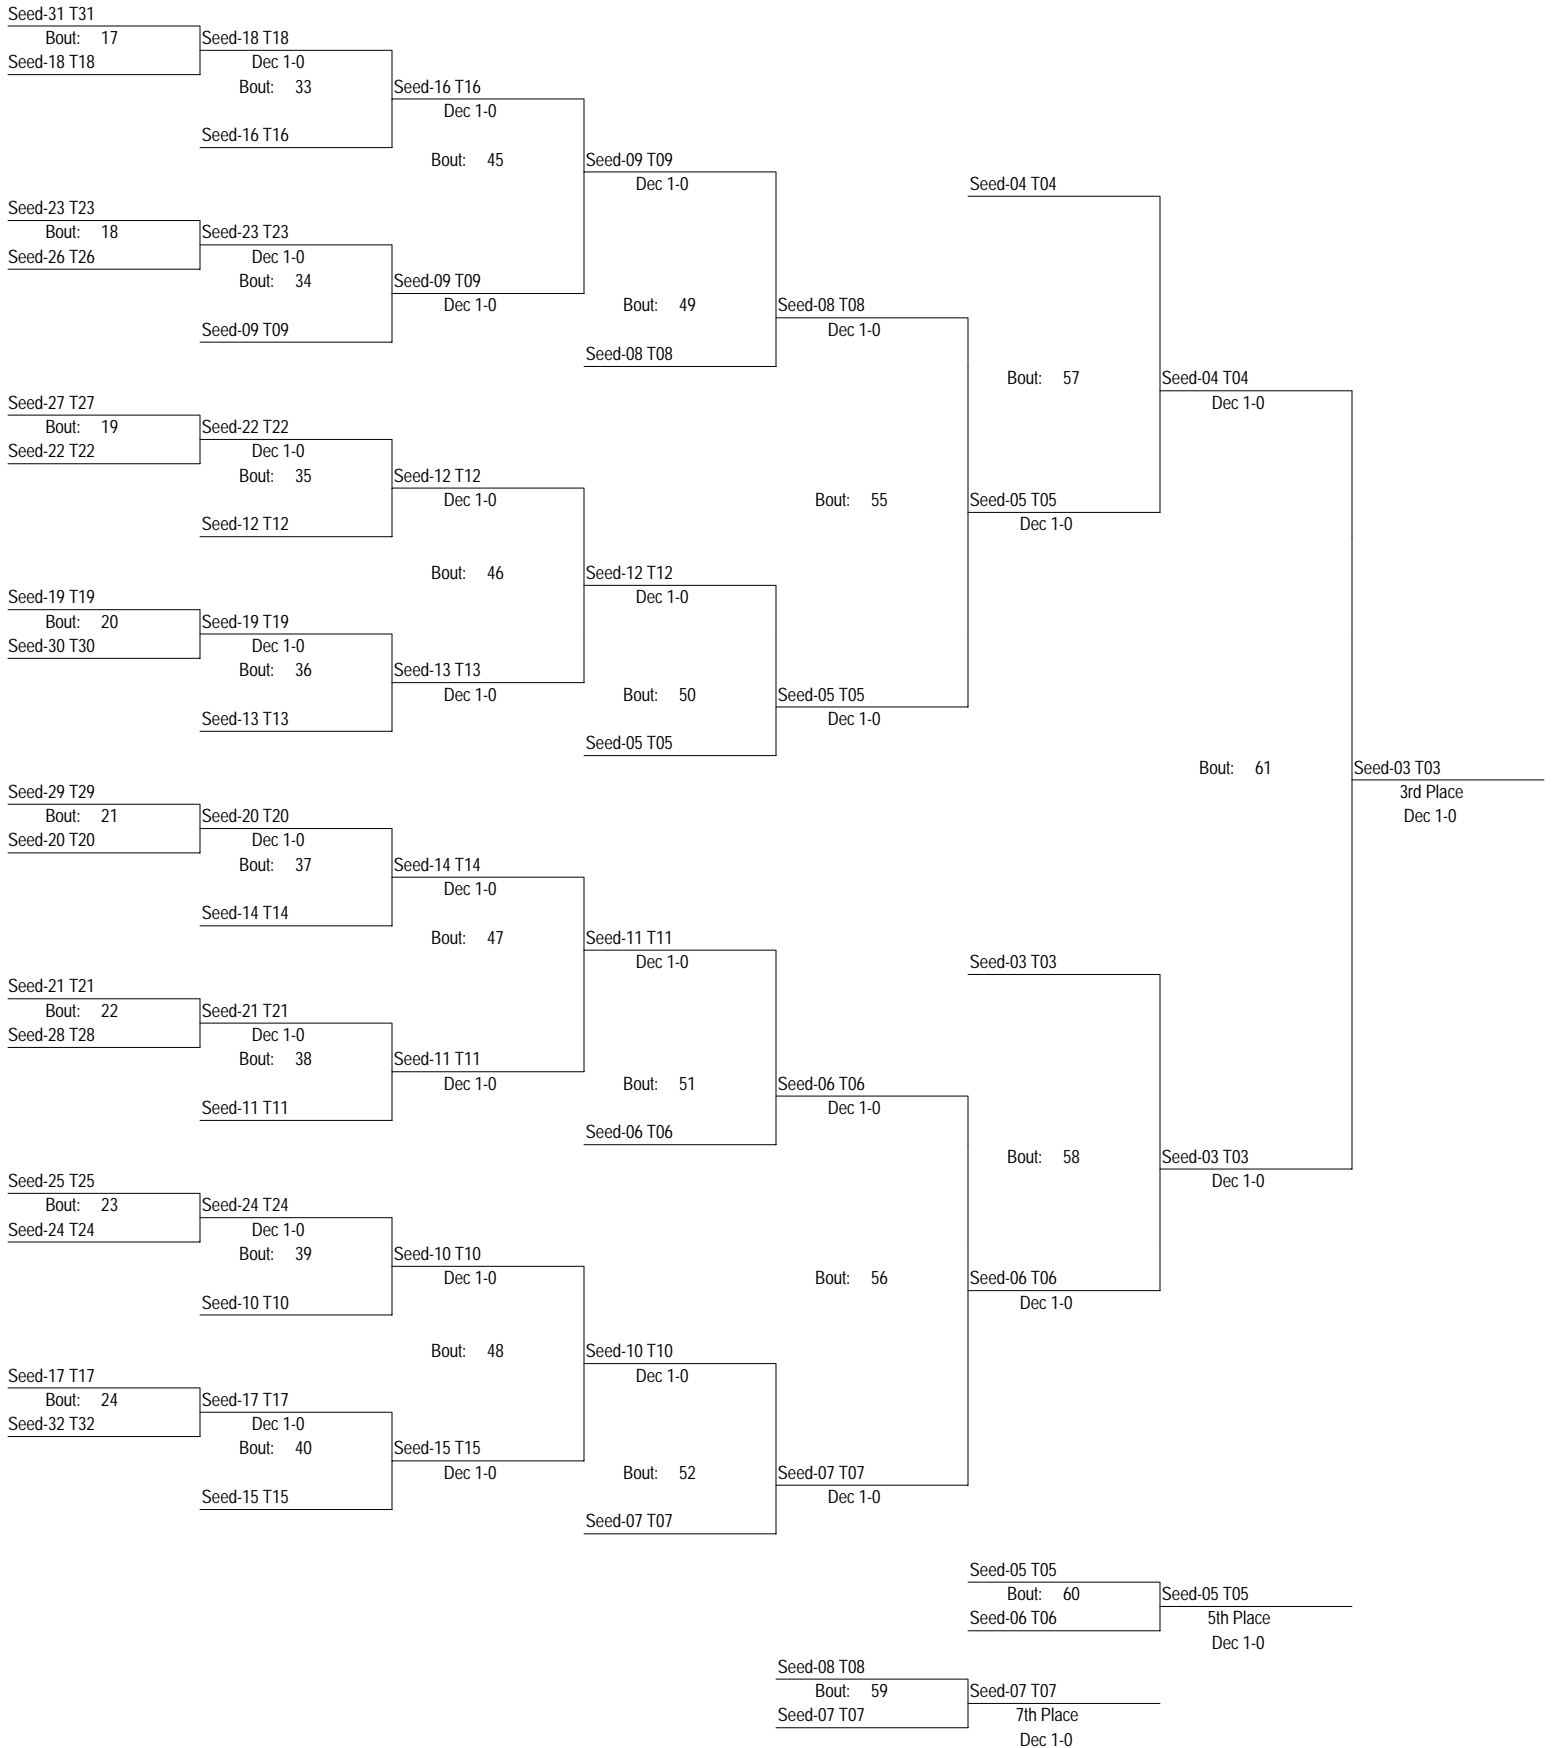 Seed-31 T31
Bout: 17
Seed-18 T18
Seed-18 T18
Dec 1-0
Bout: 33
Seed-16 T16
Seed-16 T16
Dec 1-0
Bout: 45
Seed-23 T23
Bout: 18
Seed-26 T26
Seed-23 T23
Dec 1-0
Bout: 34
Seed-09 T09
Seed-09 T09
Dec 1-0
Seed-09 T09
Dec 1-0
Bout: 49
Seed-08 T08
Seed-08 T08
Dec 1-0
Seed-27 T27
Bout: 19
Seed-22 T22
Seed-22 T22
Dec 1-0
Bout: 35
Seed-12 T12
Seed-12 T12
Dec 1-0
Bout: 46
Seed-19 T19
Bout: 20
Seed-30 T30
Seed-19 T19
Dec 1-0
Bout: 36
Seed-13 T13
Seed-13 T13
Dec 1-0
Seed-12 T12
Dec 1-0
Bout: 50
Seed-05 T05
Seed-05 T05
Dec 1-0
Bout: 55
Seed-04 T04
Bout: 57
Seed-05 T05
Dec 1-0
Seed-04 T04
Dec 1-0
Bout: 61
Seed-03 T03
3rd Place
Dec 1-0
Seed-29 T29
Bout: 21
Seed-20 T20
Seed-20 T20
Dec 1-0
Bout: 37
Seed-14 T14
Seed-14 T14
Dec 1-0
Bout: 47
Seed-21 T21
Bout: 22
Seed-28 T28
Seed-21 T21
Dec 1-0
Bout: 38
Seed-11 T11
Seed-11 T11
Dec 1-0
Seed-11 T11
Dec 1-0
Bout: 51
Seed-06 T06
Seed-06 T06
Dec 1-0
Seed-25 T25
Bout: 23
Seed-24 T24
Seed-24 T24
Dec 1-0
Bout: 39
Seed-10 T10
Seed-10 T10
Dec 1-0
Bout: 48
Seed-17 T17
Bout: 24
Seed-32 T32
Seed-17 T17
Dec 1-0
Bout: 40
Seed-15 T15
Seed-15 T15
Dec 1-0
Seed-10 T10
Dec 1-0
Bout: 52
Seed-07 T07
Seed-07 T07
Dec 1-0
Bout: 56
Seed-03 T03
Bout: 58
Seed-06 T06
Dec 1-0
Seed-03 T03
Dec 1-0
Seed-05 T05
Bout: 60
Seed-06 T06
Seed-05 T05
5th Place
Dec 1-0
Seed-08 T08
Bout: 59
Seed-07 T07
Seed-07 T07
7th Place
Dec 1-0